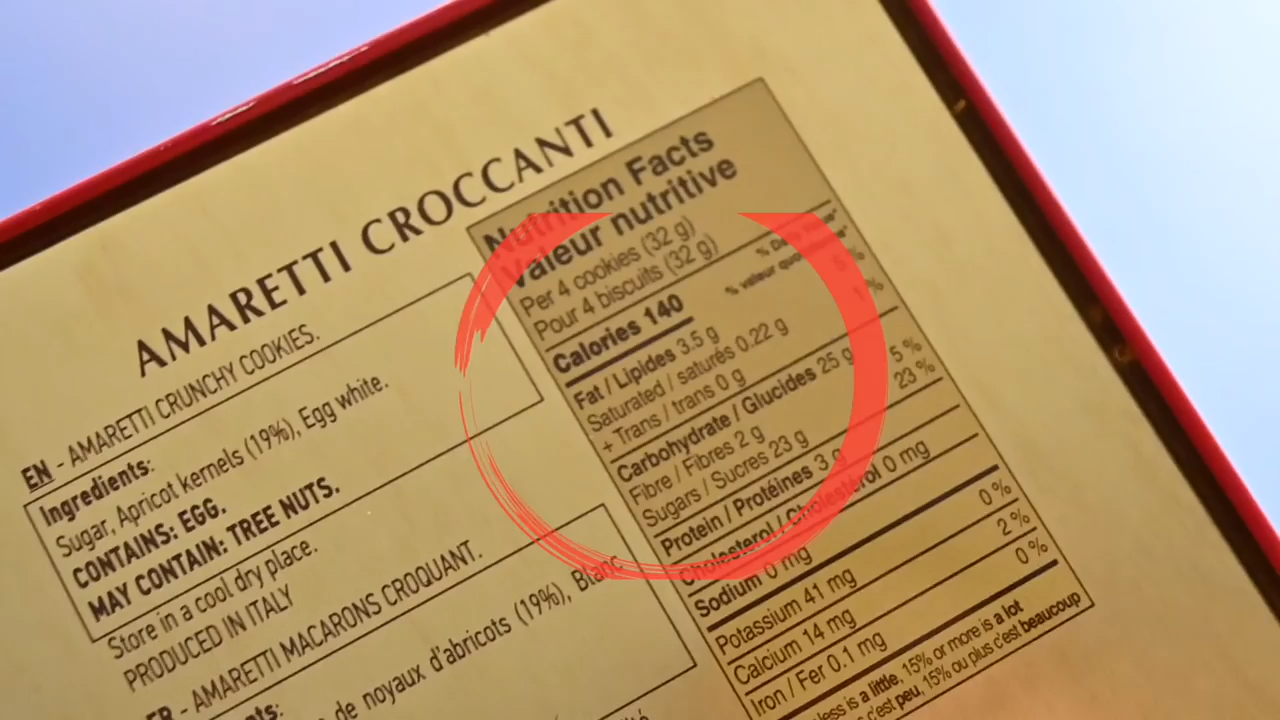 AMARETTI CROCCANTI
EN - AMARETTI CRUNCHY COOKIES.
Ingredients:
Sugar, Apricot kernels (19%), Egg white.
CONTAINS: EGG.
MAY CONTAIN: TREE NUTS.
Store in a cool dry place.
PRODUCED IN ITALY
FR - AMARETTI MACARONS CROQUANT.
de noyaux d'abricots (19%), Blanc
Nutrition Facts
Valeur nutritive
Per 4 cookies (32 g)
Pour 4 biscuits (32 g)
Calories 140
% valeur
Fat / Lipides 3.5 g
Saturated / saturés 0.22 g
+ Trans / trans 0 g
Carbohydrate / Glucides 25 g
Fibre / Fibres 2 g 5 %
Sugars / Sucres 23 g 23 %
Protein / Protéines 3 g
Cholesterol / Cholestérol 0 mg
Sodium 0 mg
Potassium 41 mg 0 %
Calcium 14 mg 2 %
Iron / Fer 0.1 mg 0 %
less is a little, 15% or more is a lot
c'est peu, 15% ou plus c'est beaucoup